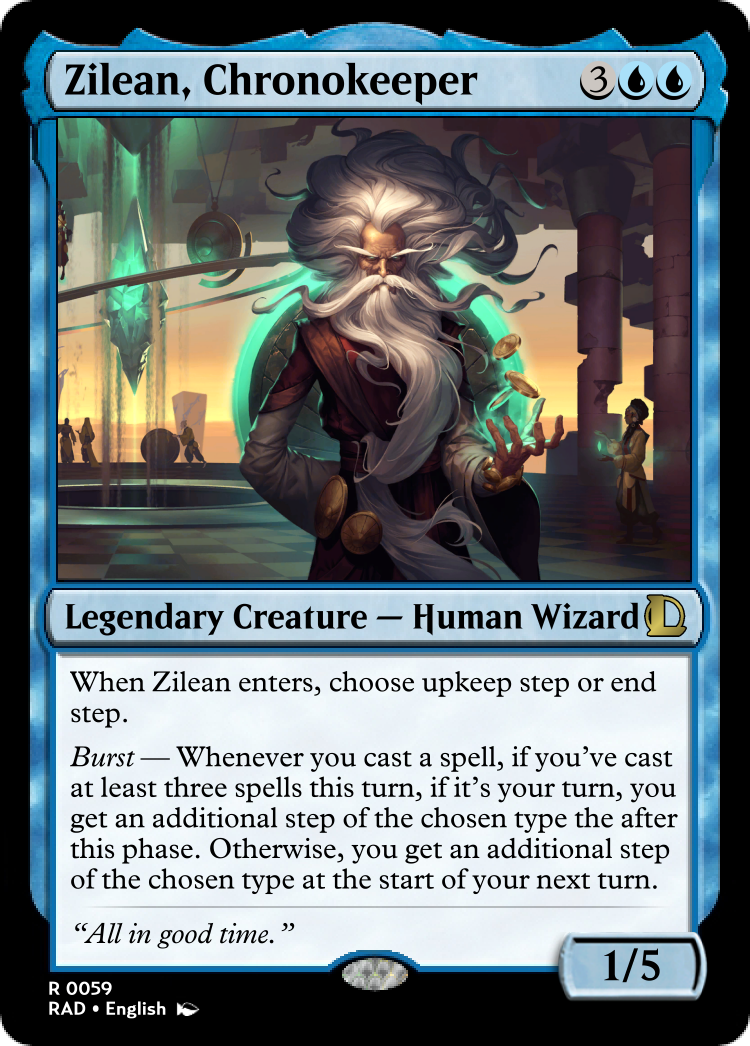 Zilean, Chronokeeper 3
Legendary Creature — Human Wizard
When Zilean enters, choose upkeep step or end
step.
Burst — Whenever you cast a spell, if you've cast
at least three spells this turn, if it's your turn, you
get an additional step of the chosen type the after
this phase. Otherwise, you get an additional step
of the chosen type at the start of your next turn.
“All in good time.”
1/5
R 0059
RAD • English